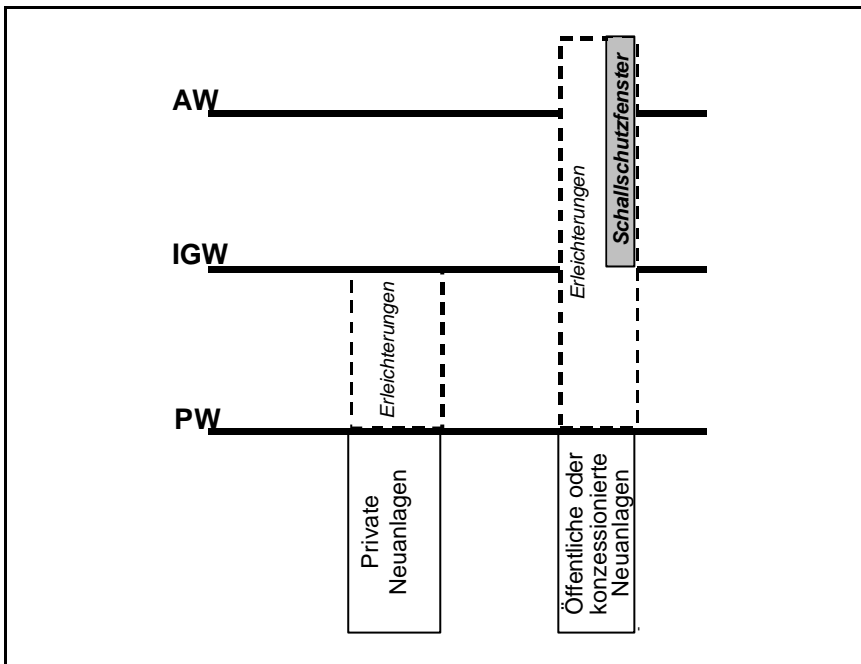 AW
Schallschutzfenster
Erleichterungen
IGW
Erleichterungen
PW
Private
Neuanlagen
Öffentliche oder
konzessionierte
Neuanlagen